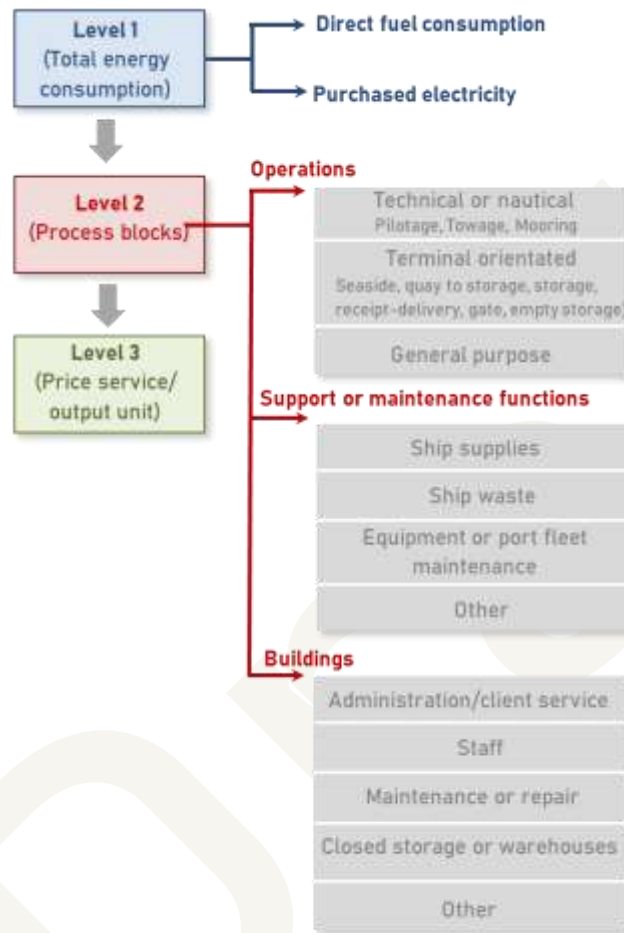 Level 1
(Total energy
consumption)
Direct fuel consumption
Purchased electricity
Level 2
(Process blocks)
Operations
Technical or nautical
Pilotage, Towage, Mooring
Terminal orientated
Seaside, quay to storage, storage,
receipt-delivery, gate, empty storage)
General purpose
Level 3
(Price service/
output unit)
Support or maintenance functions
Ship supplies
Ship waste
Equipment or port fleet
maintenance
Other
Buildings
Administration/client service
Staff
Maintenance or repair
Closed storage or warehouses
Other